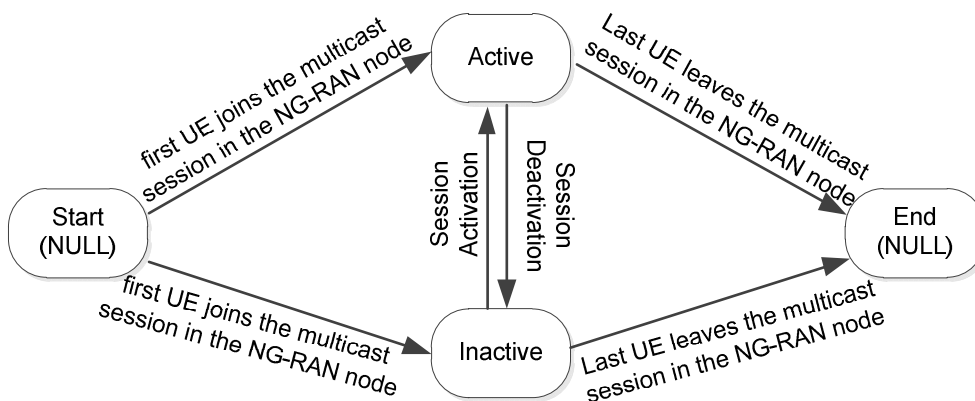 first UE joins the multicast
session in the NG-RAN node
Active
Last UE leaves the multicast
session in the NG-RAN node
Start
(NULL)
Session
Activation
Session
Deactivation
End
(NULL)
first UE joins the multicast
session in the NG-RAN node
Inactive
Last UE leaves the multicast
session in the NG-RAN node